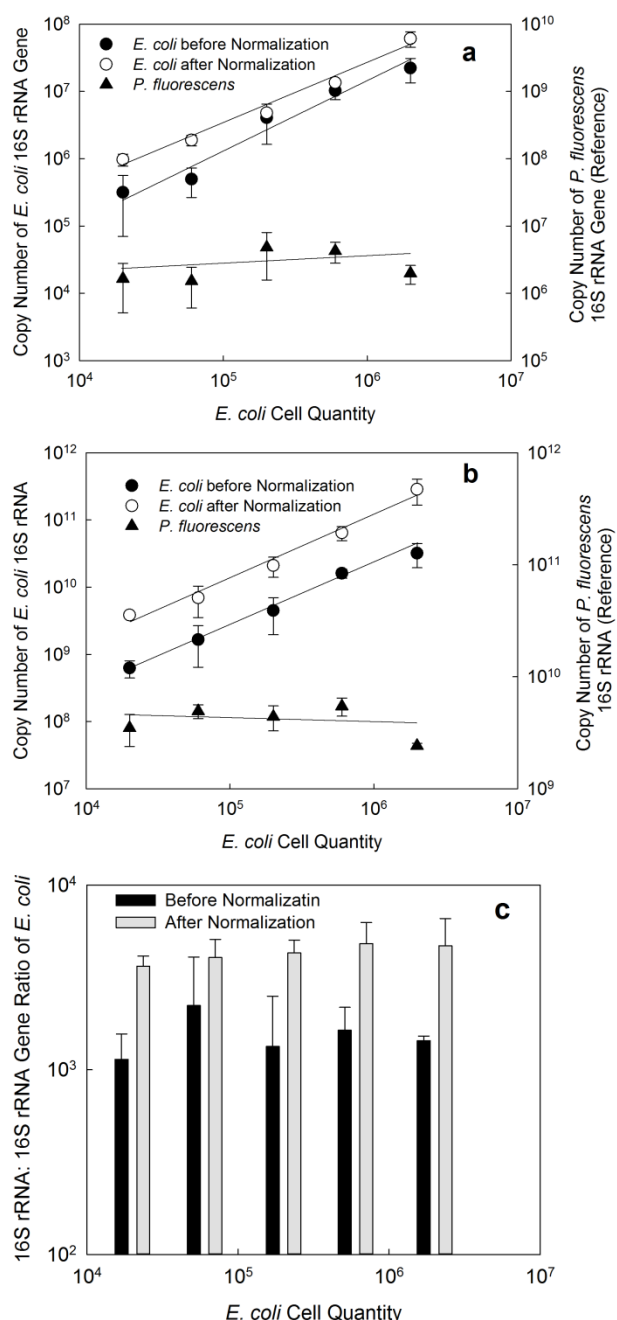 a
E. coli before Normalization
E. coli after Normalization
P. fluorescens
Copy Number of E. coli 16S rRNA Gene
10^8
10^7
10^6
10^5
10^4
10^3
Copy Number of P. fluorescens
16S rRNA Gene (Reference)
10^10
10^9
10^8
10^7
10^6
10^5
10^4 10^5 10^6 10^7
E. coli Cell Quantity
b
E. coli before Normalization
E. coli after Normalization
P. fluorescens
Copy Number of E. coli 16S rRNA
10^12
10^11
10^10
10^9
10^8
10^7
Copy Number of P. fluorescens
16S rRNA (Reference)
10^12
10^11
10^10
10^9
10^4 10^5 10^6 10^7
E. coli Cell Quantity
c
Before Normalizatin
After Normalization
16S rRNA: 16S rRNA Gene Ratio of E. coli
10^4
10^3
10^2
10^4 10^5 10^6 10^7
E. coli Cell Quantity